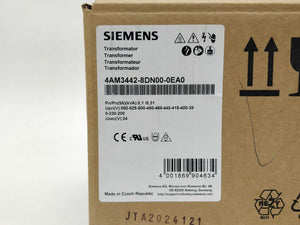 SIEMENS
Transformator
Transformer
Transformateur
Transformador
4AM3442-8DN00-0EA0
Pn/Pn(S6)(kVA):0,1 /0,31
Upri(V):550-525-500-480-460-440-415-400-38
0-230-208
Usec(V):24
4 001869 904634
Made in Czech Republic
JTA2024121